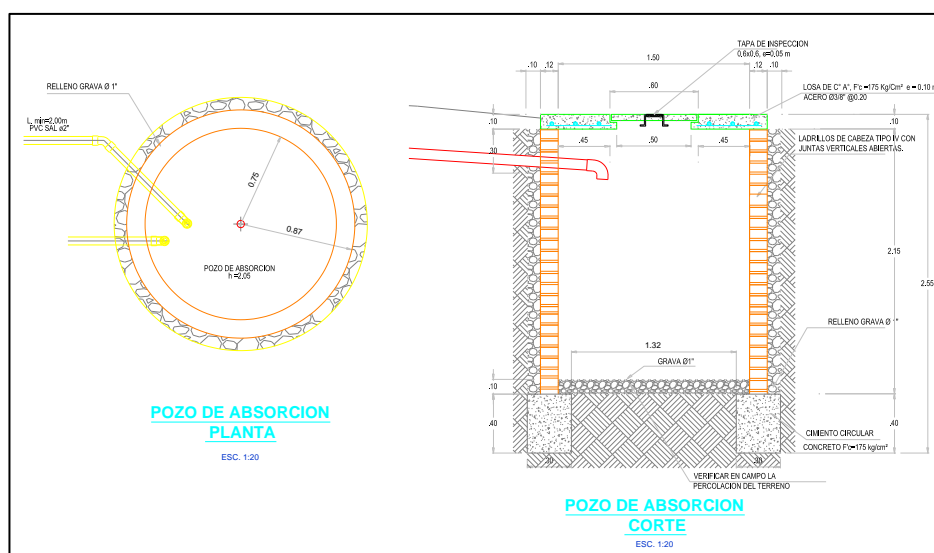 RELLENO GRAVA Ø 1"
L. min=2,00m
PVC SAL ø2"
0.75
0.87
POZO DE ABSORCION
h =2,05
POZO DE ABSORCION
PLANTA
ESC. 1:20
TAPA DE INSPECCION
0,6x0,6, e=0,05 m
1.50
.10
.12
.12
.10
.60
LOSA DE C° A°, F'c =175 Kg/Cm² e = 0.10 m
ACERO Ø3/8" @0.20
.10
.10
.30
.45
.50
.45
LADRILLOS DE CABEZA TIPO IV CON
JUNTAS VERTICALES ABIERTAS.
2.15
2.55
RELLENO GRAVA Ø 1"
1.32
GRAVA Ø1"
.10
.40
.40
CIMIENTO CIRCULAR
CONCRETO F'c=175 kg/cm²
.30
.30
VERIFICAR EN CAMPO LA
PERCOLACION DEL TERRENO
POZO DE ABSORCION
CORTE
ESC. 1:20